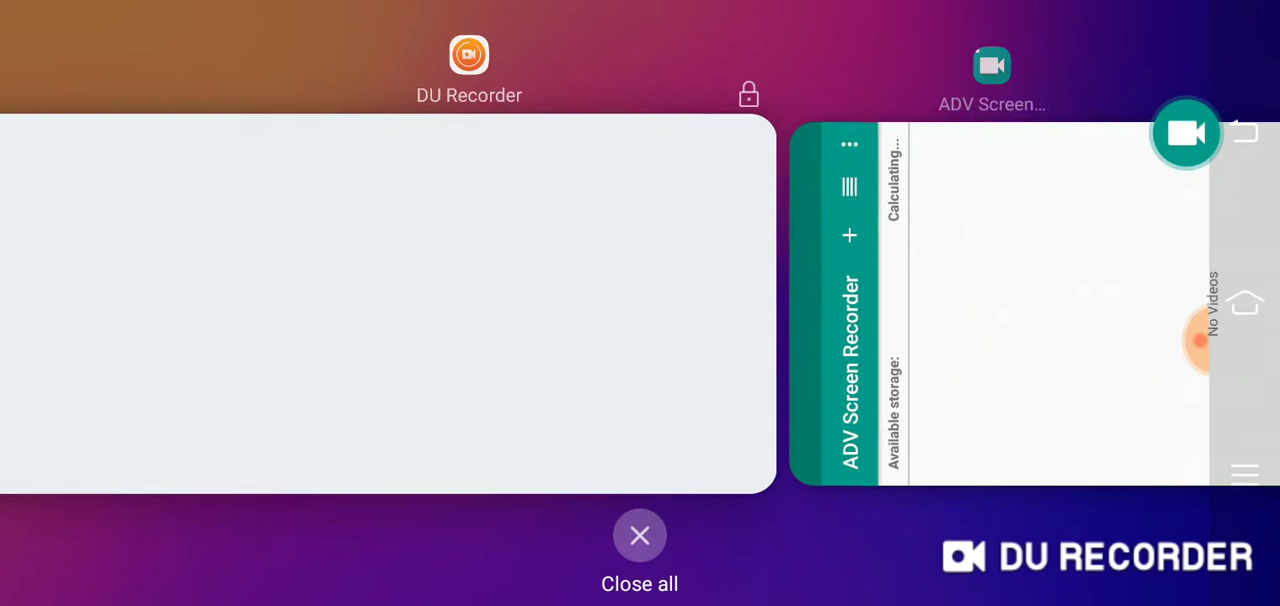 DU Recorder
ADV Screen...
ADV Screen Recorder
Available storage:
Calculating...
No Videos
Close all
DU RECORDER